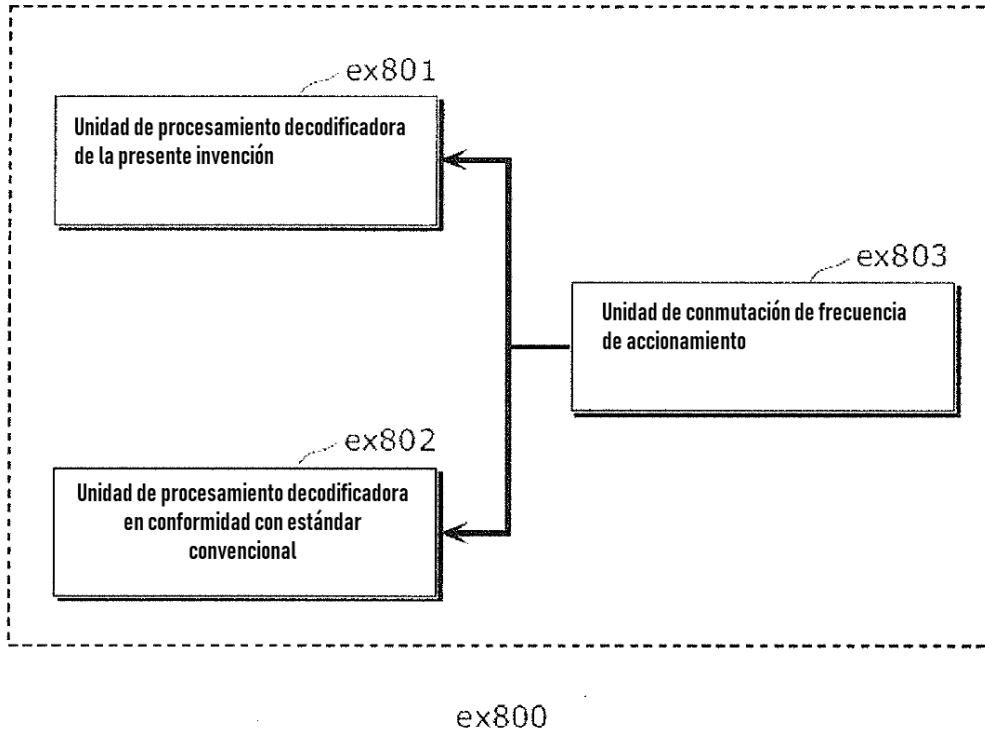 ex801
Unidad de procesamiento decodificadora
de la presente invención
ex803
Unidad de conmutación de frecuencia
de accionamiento
ex802
Unidad de procesamiento decodificadora
en conformidad con estándar
convencional
ex800